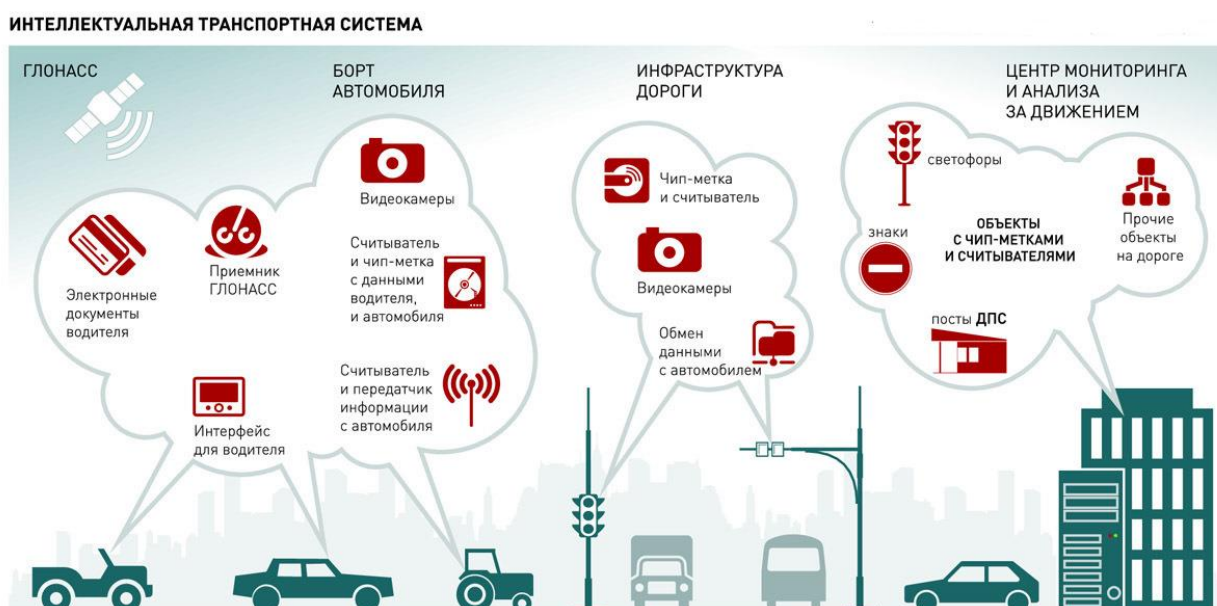 ИНТЕЛЛЕКТУАЛЬНАЯ ТРАНСПОРТНАЯ СИСТЕМА
ГЛОНАСС
БОРТ
АВТОМОБИЛЯ
ИНФРАСТРУКТУРА
ДОРОГИ
ЦЕНТР МОНИТОРИНГА
И АНАЛИЗА
ЗА ДВИЖЕНИЕМ
Электронные
документы
водителя
Приемник
ГЛОНАСС
Интерфейс
для водителя
Видеокамеры
Считыватель
и чип-метка
с данными
водителя,
и автомобиля
Считыватель
и передатчик
информации
с автомобиля
Чип-метка
и считыватель
Видеокамеры
Обмен
данными
с автомобилем
светофоры
знаки
ОБЪЕКТЫ
С ЧИП-МЕТКАМИ
И СЧИТЫВАТЕЛЯМИ
Прочие
объекты
на дороге
посты ДПС